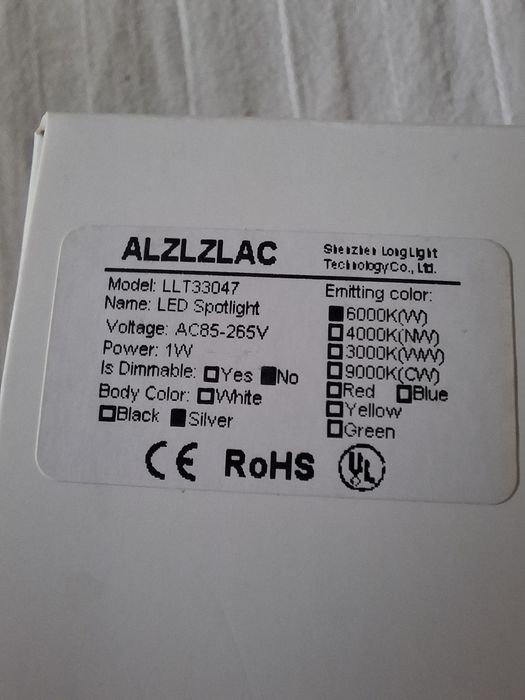 ALZLZLAC
Shenzhen LongLight
Technology Co., Ltd.
Model: LLT33047
Name: LED Spotlight
Voltage: AC85-265V
Power: 1W
Is Dimmable: Yes No
Body Color: White
Black Silver
Emitting color:
6000K(W)
4000K(NW)
3000K(WW)
9000K(CW)
Red Blue
Yellow
Green
CE RoHS UL